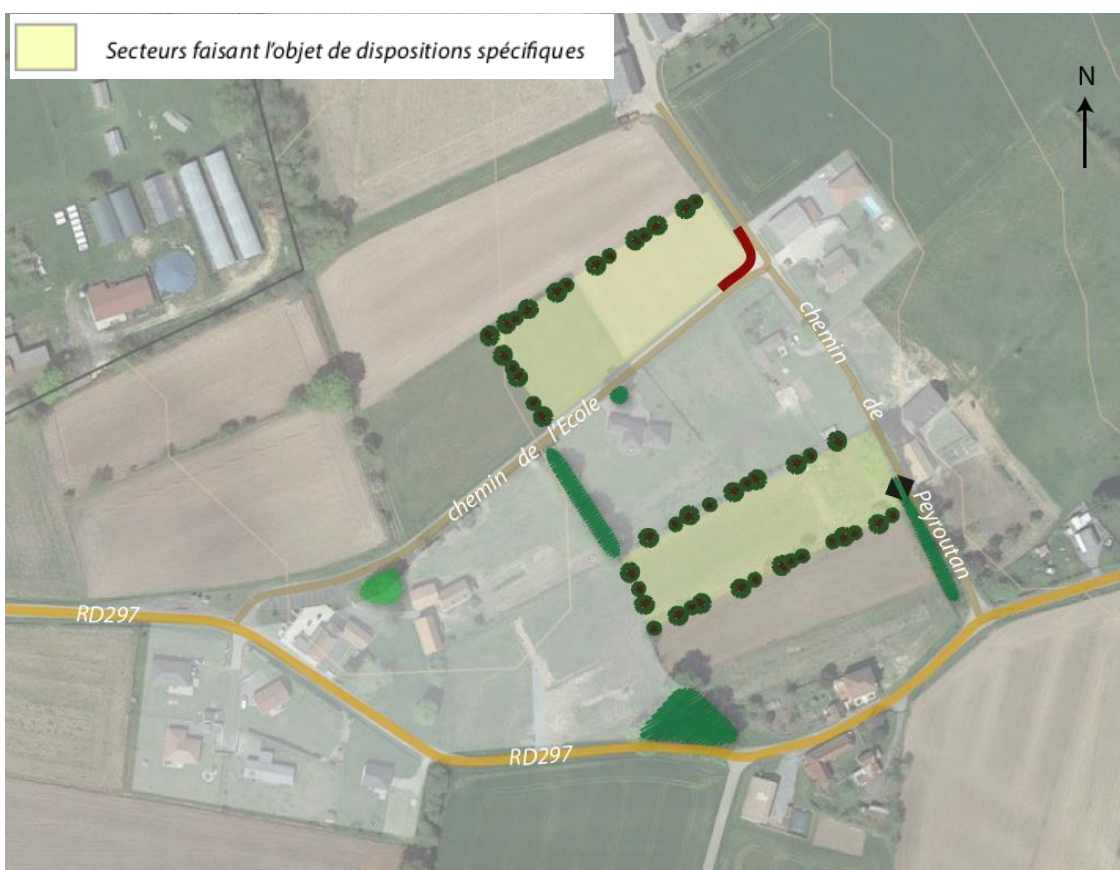 Secteurs faisant l'objet de dispositions spécifiques
N
chemin de Peyroutan
chemin de l'Ecole
RD297
RD297